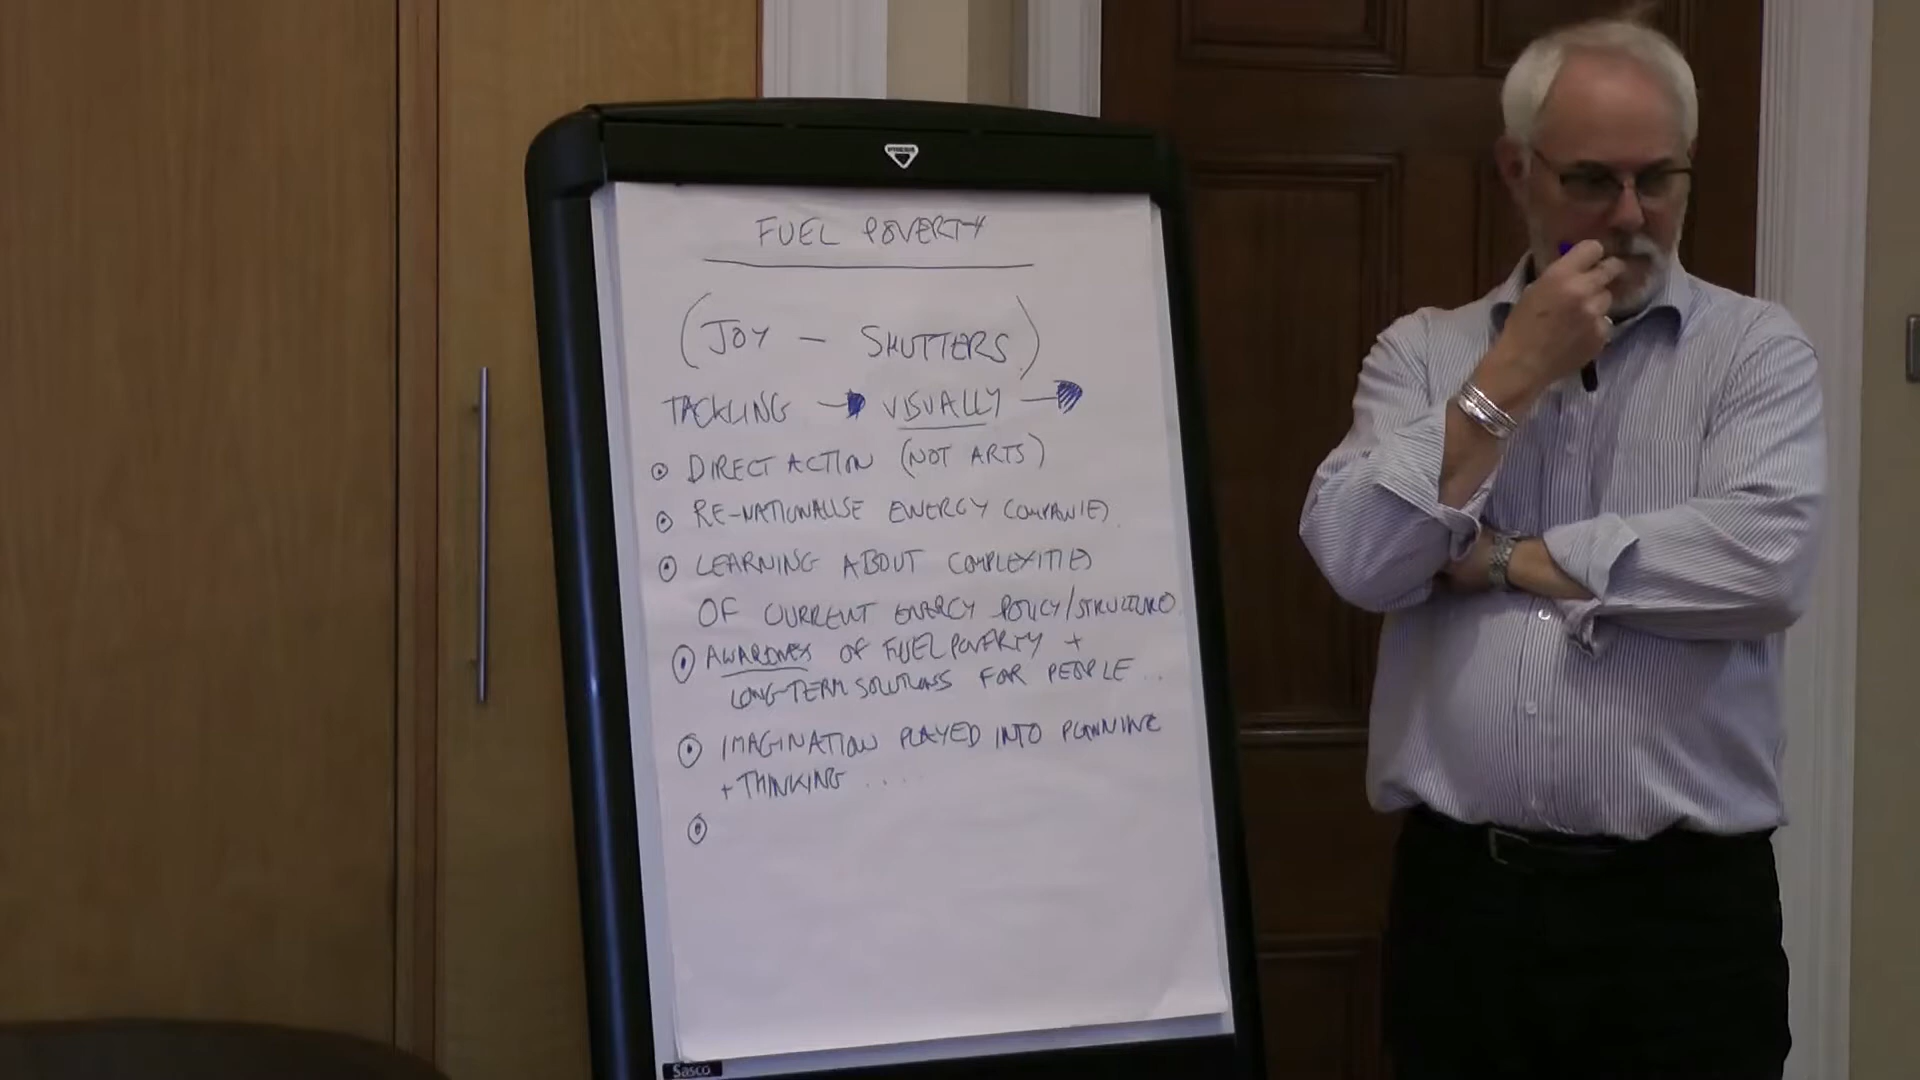 FUEL POVERTY
(JOY — SHUTTERS)
TACKLING → VISUALLY →
DIRECT ACTION (NOT ARTS)
RE-NATIONALISE ENERGY COMPANIES
LEARNING ABOUT COMPLEXITIES
OF CURRENT ENERGY POLICY/STRUCTURE
AWARENESS OF FUEL POVERTY +
LONG-TERM SOLUTIONS FOR PEOPLE ...
IMAGINATION PLAYED INTO PLANNING
+ THINKING ....
Sasco